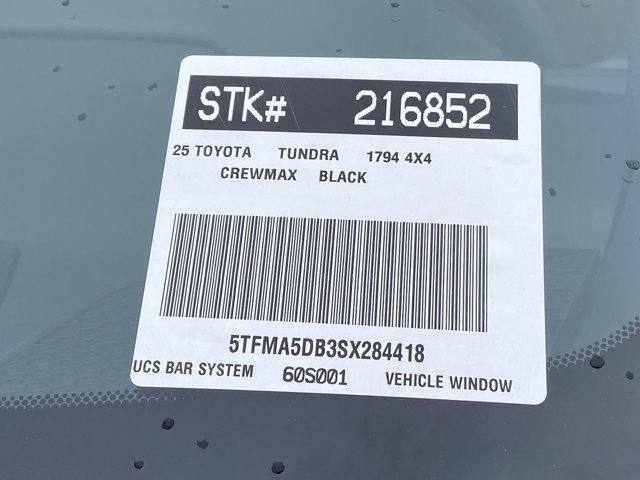 STK# 216852
25 TOYOTA TUNDRA 1794 4X4
CREWMAX BLACK
5TFMA5DB3SX284418
UCS BAR SYSTEM 60S001 VEHICLE WINDOW